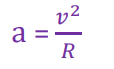 a = v²/R